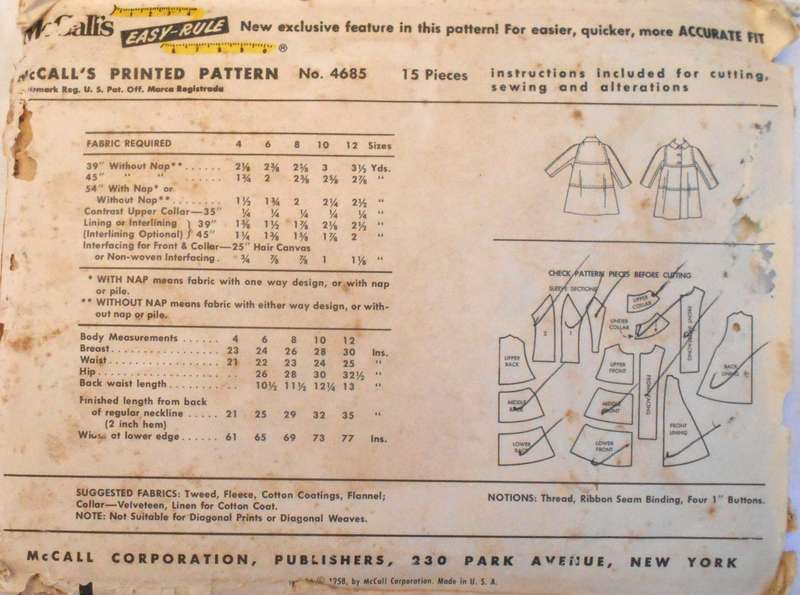 McCall's EASY-RULE ® New exclusive feature in this pattern! For easier, quicker, more ACCURATE FIT
McCALL'S PRINTED PATTERN No. 4685 15 Pieces instructions included for cutting, sewing and alterations
Reg. U. S. Pat. Off. Marca Registrada
FABRIC REQUIRED 4 6 8 10 12 Sizes
39" Without Nap** ...... 2⅛ 2⅜ 2⅝ 3 3½ Yds.
45" " " ...... 1¾ 2 2⅜ 2⅝ 2⅞ "
54" With Nap* or
Without Nap** ...... 1½ 1¾ 2 2¼ 2½ "
Contrast Upper Collar—35" ¼ ¼ ¼ ¼ ¼ "
Lining or Interlining } 39" 1⅜ 1½ 1⅞ 2⅛ 2½ "
(Interlining Optional) } 45" 1¼ 1⅜ 1⅝ 1⅞ 2 "
Interfacing for Front & Collar—25" Hair Canvas
or Non-woven Interfacing . ¾ ⅞ ⅞ 1 1⅛ "
* WITH NAP means fabric with one way design, or with nap
or pile.
** WITHOUT NAP means fabric with either way design, or with-
out nap or pile.
Body Measurements ...... 4 6 8 10 12
Breast ...... 23 24 26 28 30 Ins.
Waist ...... 21 22 23 24 25 "
Hip ...... 26 28 30 32½ "
Back waist length ...... 10½ 11½ 12¼ 13 "
Finished length from back
of regular neckline ..... 21 25 29 32 35 "
(2 inch hem)
Width at lower edge ...... 61 65 69 73 77 Ins.
CHECK PATTERN PIECES BEFORE CUTTING
SLEEVE SECTIONS
2
1
UPPER COLLAR
UNDER COLLAR
FRONT INTERFACING
UPPER BACK
UPPER FRONT
FRONT FACING
BACK LINING
MIDDLE BACK
MIDDLE FRONT
FRONT LINING
LOWER BACK
LOWER FRONT
SUGGESTED FABRICS: Tweed, Fleece, Cotton Coatings, Flannel;
Collar—Velveteen, Linen for Cotton Coat.
NOTE: Not Suitable for Diagonal Prints or Diagonal Weaves.
NOTIONS: Thread, Ribbon Seam Binding, Four 1" Buttons.
McCALL CORPORATION, PUBLISHERS, 230 PARK AVENUE, NEW YORK
© 1958, by McCall Corporation. Made in U. S. A.